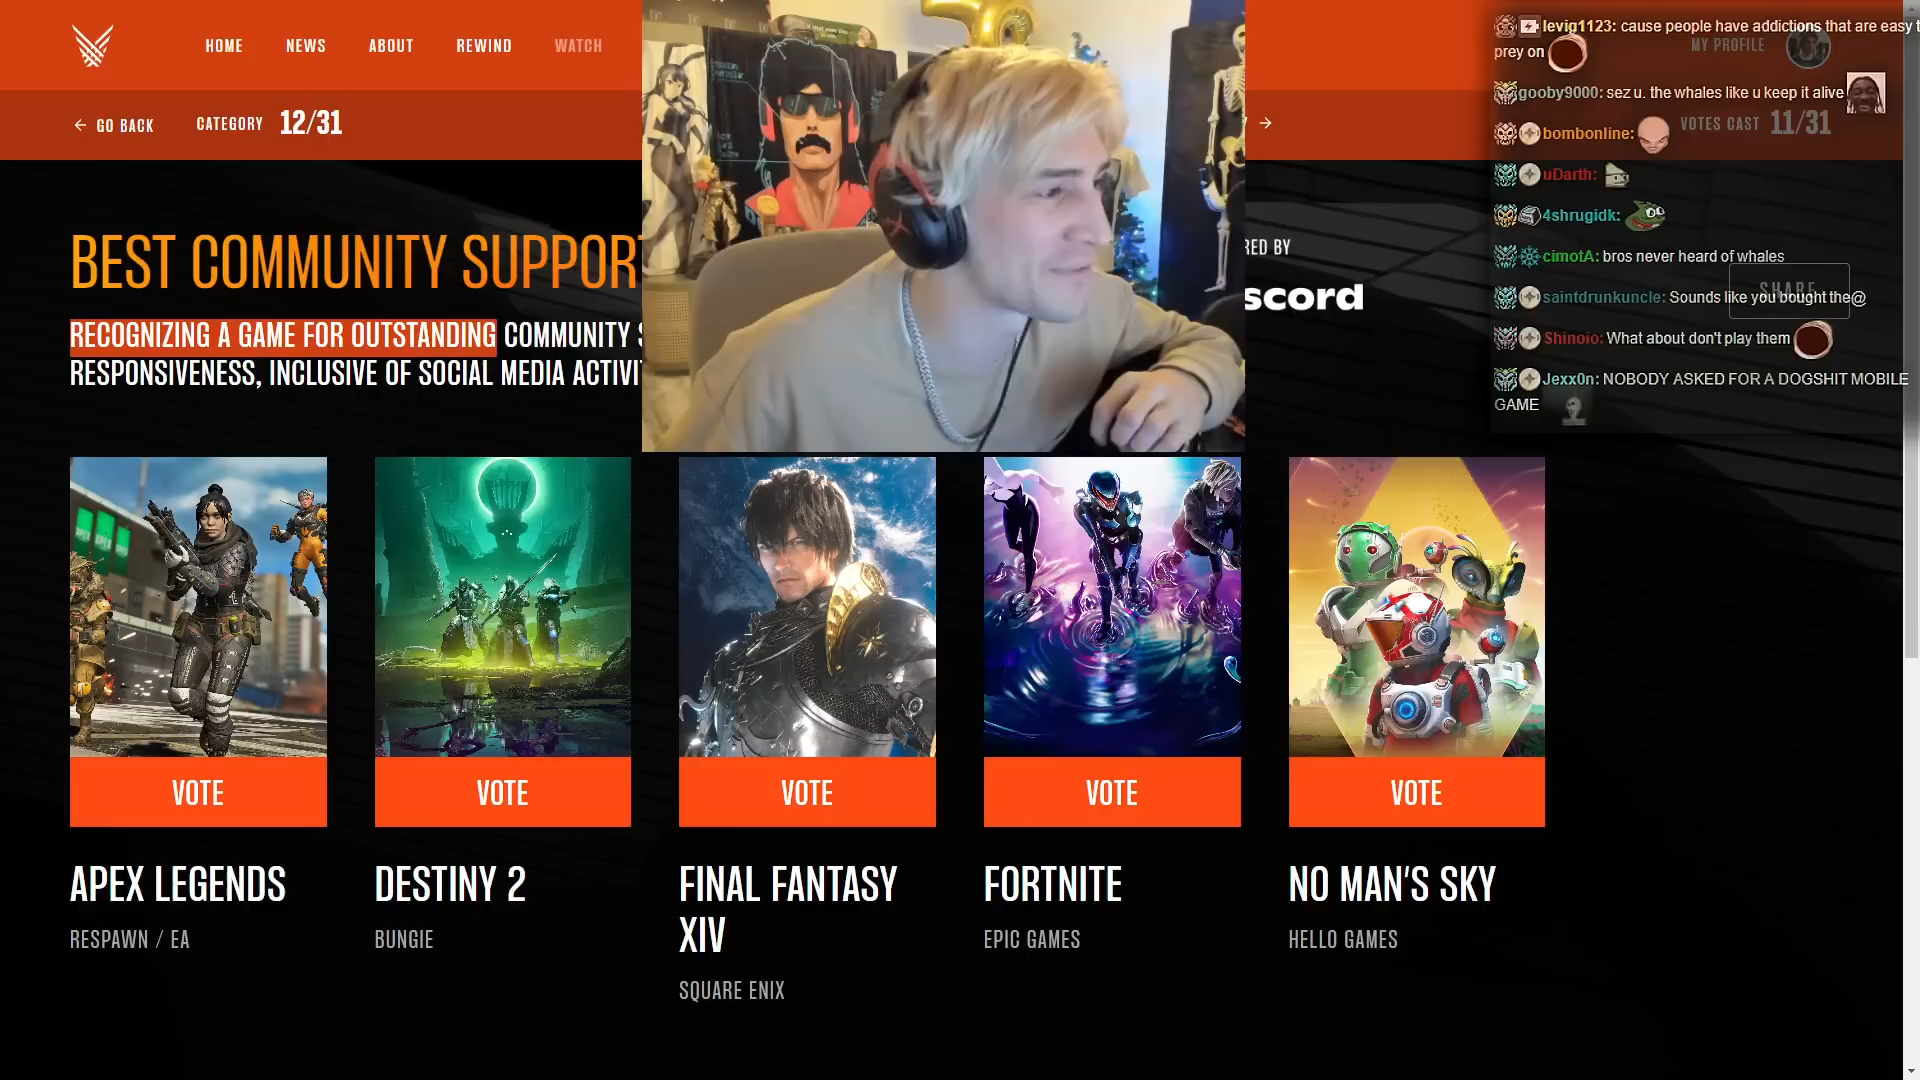 HOME NEWS ABOUT REWIND WATCH
MY PROFILE
GO BACK CATEGORY 12/31
VOTES CAST 11/31
BEST COMMUNITY SUPPOR
RED BY
scord
RECOGNIZING A GAME FOR OUTSTANDING COMMUNITY
RESPONSIVENESS, INCLUSIVE OF SOCIAL MEDIA ACTIVI
SHARE
levig1123: cause people have addictions that are easy t
prey on
gooby9000: sez u. the whales like u keep it alive
bombonline:
uDarth:
4shrugidk:
cimotA: bros never heard of whales
saintdrunkuncle: Sounds like you bought the@
Shinoio: What about don't play them
Jexx0n: NOBODY ASKED FOR A DOGSHIT MOBILE
GAME
VOTE VOTE VOTE VOTE VOTE
APEX LEGENDS
RESPAWN / EA
DESTINY 2
BUNGIE
FINAL FANTASY
XIV
SQUARE ENIX
FORTNITE
EPIC GAMES
NO MAN'S SKY
HELLO GAMES